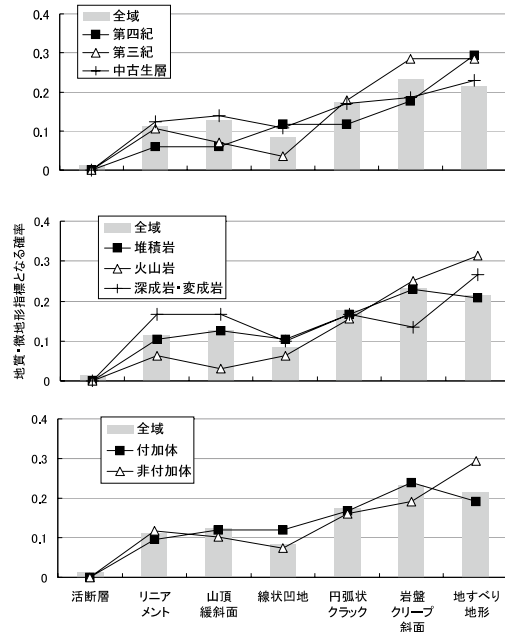 0.4
0.3
0.2
0.1
0
全域
第四紀
第三紀
中古生層
地質・微地形指標となる確率
0.4
0.3
0.2
0.1
0
全域
堆積岩
火山岩
深成岩・変成岩
0.4
0.3
0.2
0.1
0
全域
付加体
非付加体
活断層
リニア
メント
山頂
緩斜面
線状凹地
円弧状
クラック
岩盤
クリープ
斜面
地すべり
地形